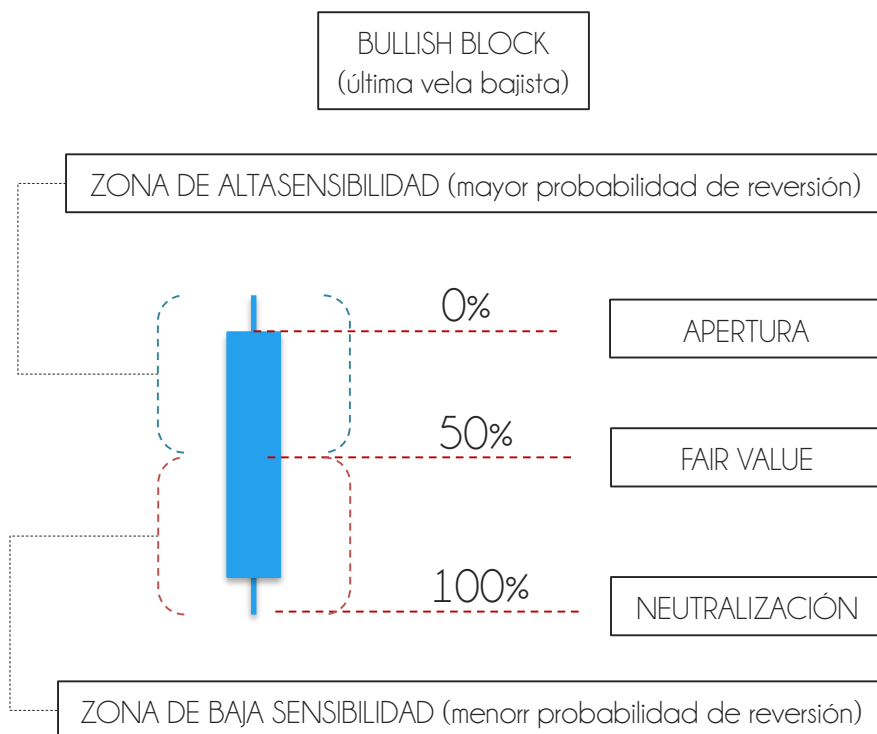 BULLISH BLOCK
(última vela bajista)
ZONA DE ALTASENSIBILIDAD (mayor probabilidad de reversión)
0%
APERTURA
50%
FAIR VALUE
100%
NEUTRALIZACIÓN
ZONA DE BAJA SENSIBILIDAD (menorr probabilidad de reversión)